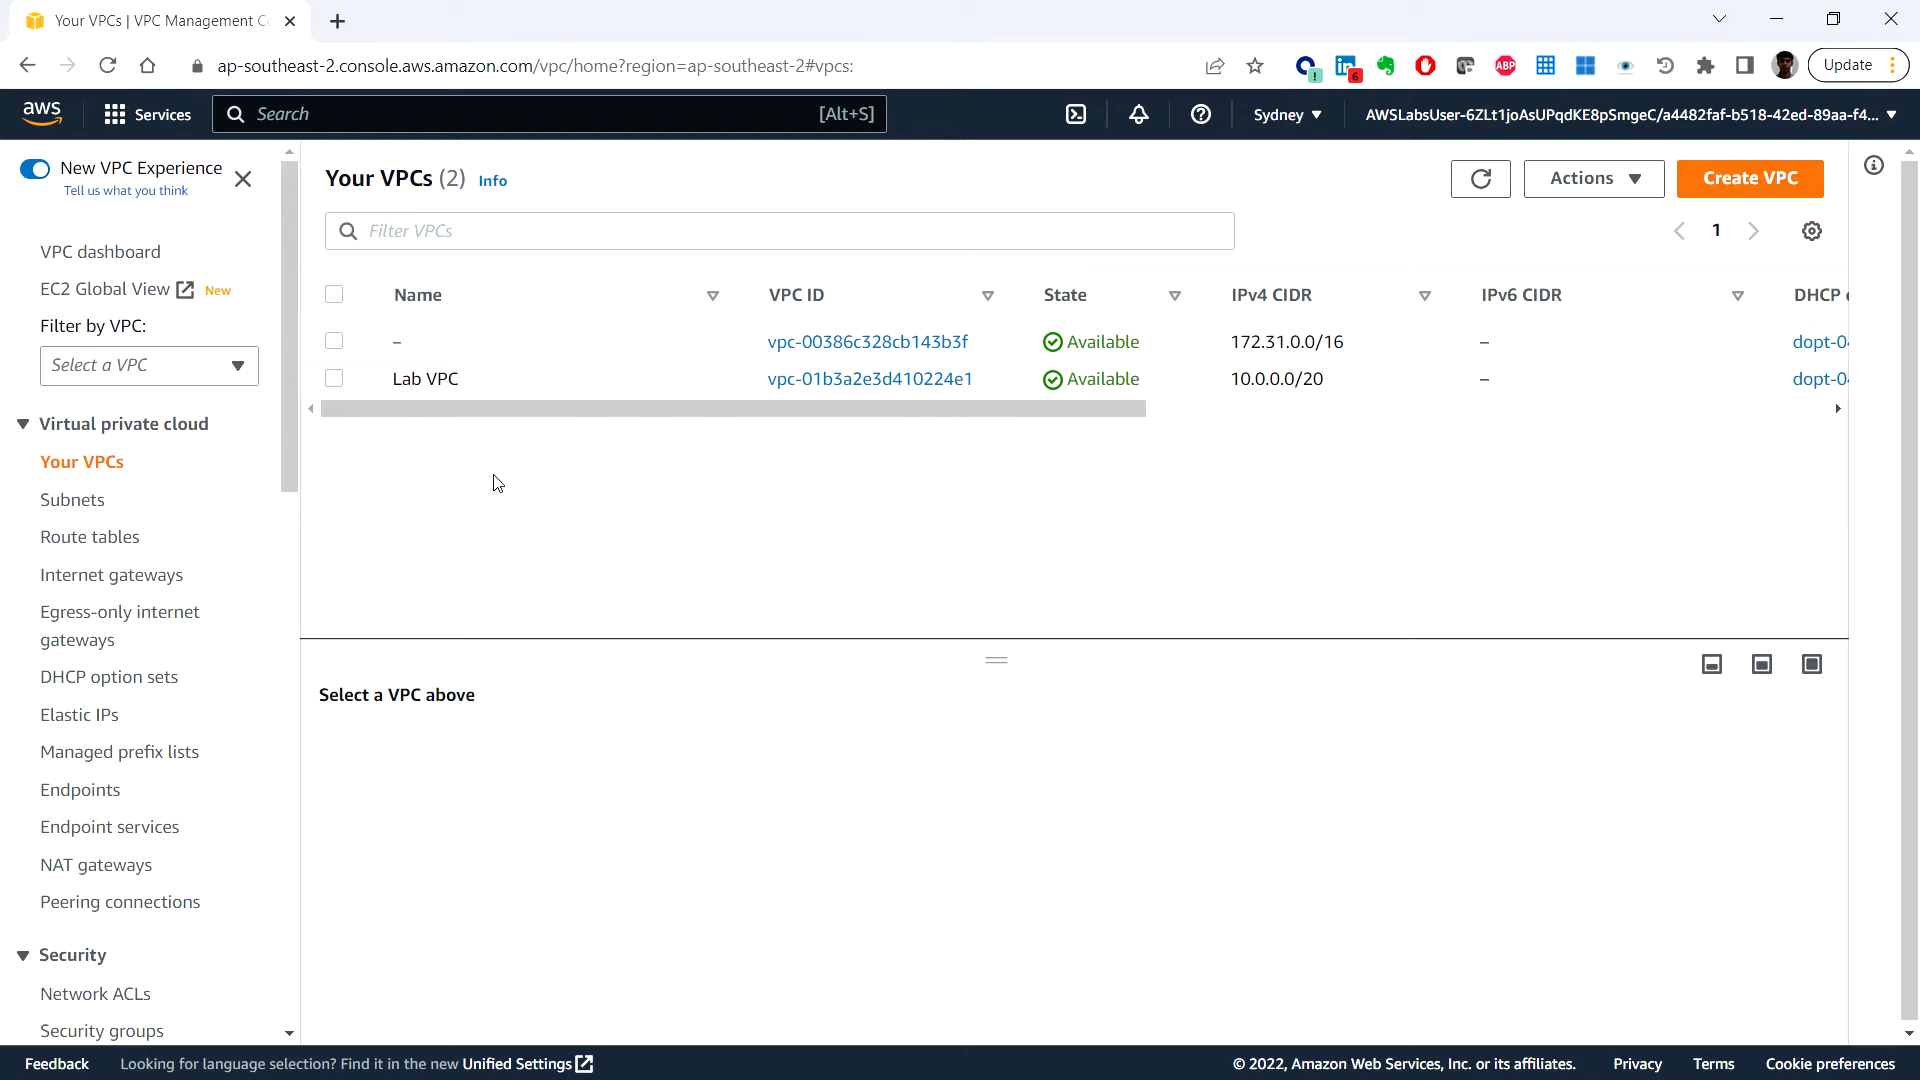 Your VPCs | VPC Management Co
ap-southeast-2.console.aws.amazon.com/vpc/home?region=ap-southeast-2#vpcs:
6
ABP
Update
aws
Services
Search
[Alt+S]
Sydney
AWSLabsUser-6ZLt1joAsUPqdKE8pSmgeC/a4482faf-b518-42ed-89aa-f4...
New VPC Experience
Tell us what you think
VPC dashboard
EC2 Global View New
Filter by VPC:
Select a VPC
Virtual private cloud
Your VPCs
Subnets
Route tables
Internet gateways
Egress-only internet
gateways
DHCP option sets
Elastic IPs
Managed prefix lists
Endpoints
Endpoint services
NAT gateways
Peering connections
Security
Network ACLs
Security groups
Your VPCs (2) Info
Actions
Create VPC
Filter VPCs
1
Name VPC ID State IPv4 CIDR IPv6 CIDR DHCP
– vpc-00386c328cb143b3f Available 172.31.0.0/16 – dopt-04
Lab VPC vpc-01b3a2e3d410224e1 Available 10.0.0.0/20 – dopt-04
Select a VPC above
Feedback
Looking for language selection? Find it in the new Unified Settings
© 2022, Amazon Web Services, Inc. or its affiliates.
Privacy
Terms
Cookie preferences